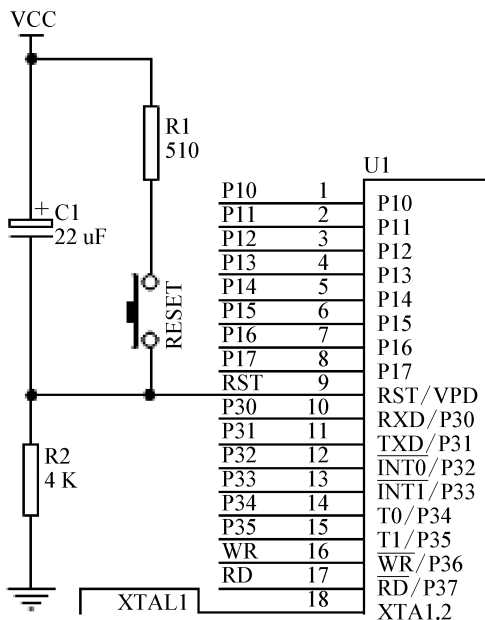 VCC
R1
510
C1
+
22 uF
RESET
R2
4 K
U1
P10 1 P10
P11 2 P11
P12 3 P12
P13 4 P13
P14 5 P14
P15 6 P15
P16 7 P16
P17 8 P17
RST 9 RST/VPD
P30 10 RXD/P30
P31 11 TXD/P31
P32 12 INT0/P32
P33 13 INT1/P33
P34 14 T0/P34
P35 15 T1/P35
WR 16 WR/P36
RD 17 RD/P37
XTAL1 18 XTA1.2